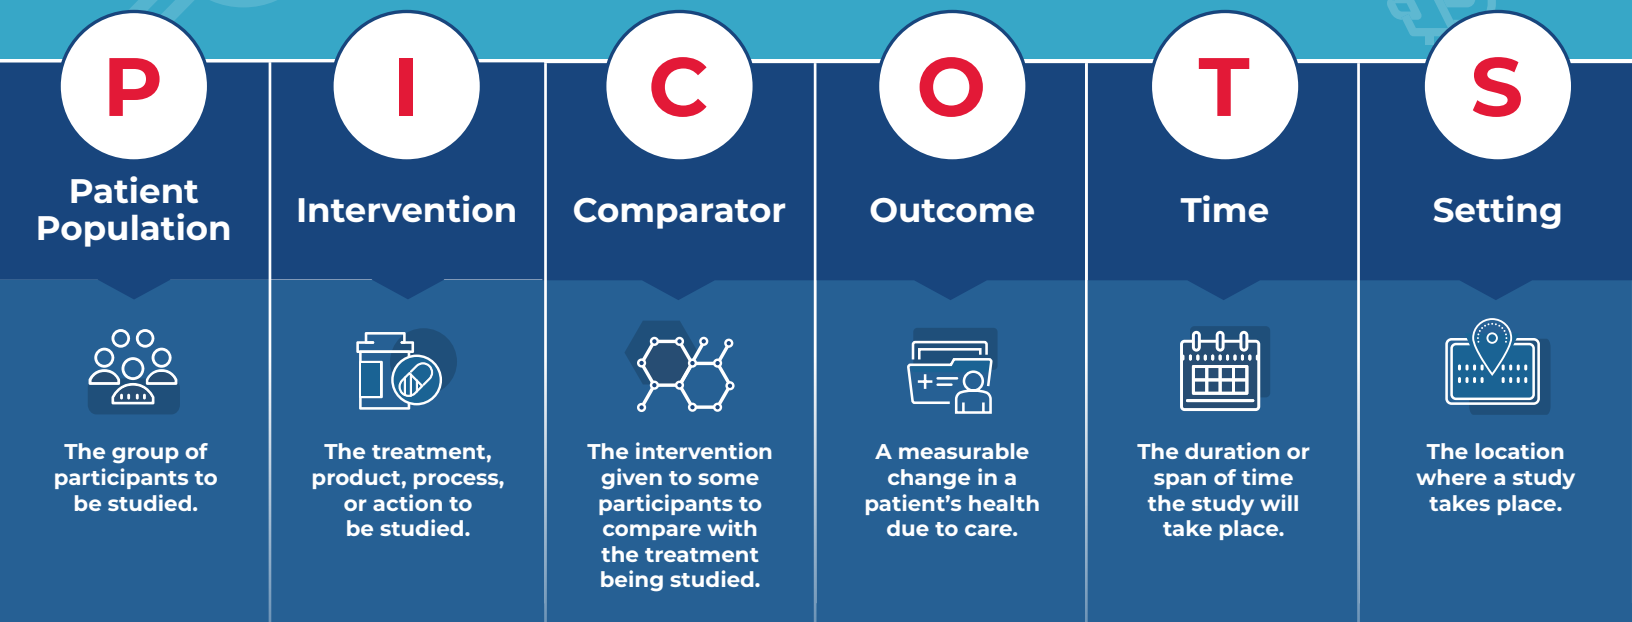 P
Patient
Population
The group of
participants to
be studied.
I
Intervention
The treatment,
product, process,
or action to
be studied.
C
Comparator
The intervention
given to some
participants to
compare with
the treatment
being studied.
O
Outcome
A measurable
change in a
patient’s health
due to care.
T
Time
The duration or
span of time
the study will
take place.
S
Setting
The location
where a study
takes place.